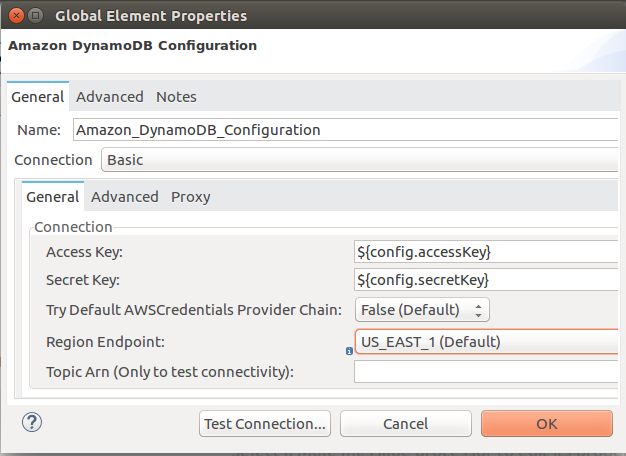 Global Element Properties
Amazon DynamoDB Configuration
General Advanced Notes
Name: Amazon_DynamoDB_Configuration
Connection Basic
General Advanced Proxy
Connection
Access Key: ${config.accessKey}
Secret Key: ${config.secretKey}
Try Default AWSCredentials Provider Chain: False (Default)
Region Endpoint: US_EAST_1 (Default)
Topic Arn (Only to test connectivity):
? Test Connection... Cancel OK